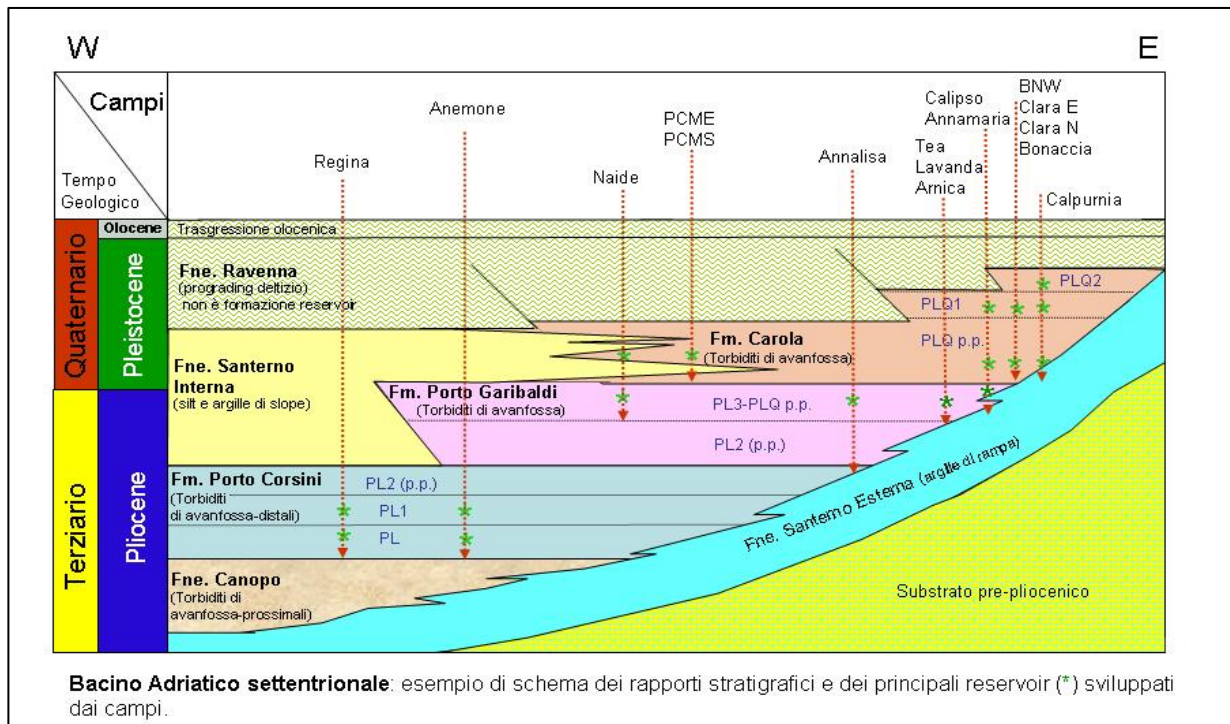 W
E
Campi
Tempo
Geologico
Regina
Anemone
Naide
PCME
PCMS
Annalisa
Calipso
Annamaria
Tea
Lavanda
Arnica
BNW
Clara E
Clara N
Bonaccia
Calpurnia
Quaternario
Terziario
Olocene
Pleistocene
Pliocene
Trasgressione olocenica
Fne. Ravenna
(prograding deltizio)
non è formazione reservoir
PLQ2
PLQ1
PLQ p.p.
Fm. Carola
(Torbiditi di avanfossa)
Fne. Santerno
Interna
(silt e argille di slope)
Fm. Porto Garibaldi
(Torbiditi di avanfossa)
PL3-PLQ p.p.
PL2 (p.p.)
Fm. Porto Corsini
(Torbiditi
di avanfossa-distali)
PL2 (p.p.)
PL1
PL
Fne. Santerno Esterna (argille di rampa)
Fne. Canopo
(Torbiditi di
avanfossa-prossimali)
Substrato pre-pliocenico
Bacino Adriatico settentrionale: esempio di schema dei rapporti stratigrafici e dei principali reservoir (*) sviluppati
dai campi.